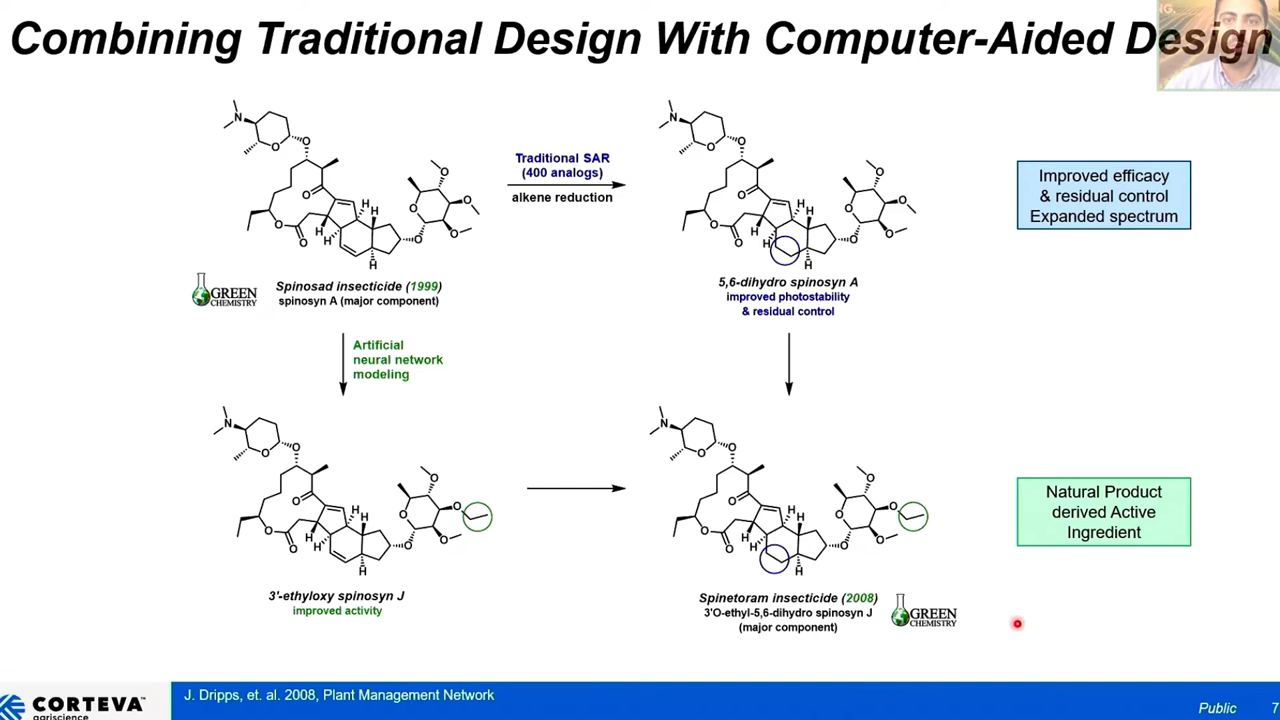 Combining Traditional Design With Computer-Aided Design
Traditional SAR
(400 analogs)
alkene reduction
Improved efficacy
& residual control
Expanded spectrum
N
O
O
O
O
O
O
O
O
O
H
H
H
H
H
N
O
O
O
O
O
O
O
O
O
H
H
H
H
H
GREEN
CHEMISTRY
Spinosad insecticide (1999)
spinosyn A (major component)
5,6-dihydro spinosyn A
improved photostability
& residual control
Artificial
neural network
modeling
N
O
O
O
O
O
O
O
O
O
H
H
H
H
H
N
O
O
O
O
O
O
O
O
O
H
H
H
H
H
Natural Product
derived Active
Ingredient
3'-ethyloxy spinosyn J
improved activity
Spinetoram insecticide (2008)
3'O-ethyl-5,6-dihydro spinosyn J
(major component)
GREEN
CHEMISTRY
CORTEVA™
agriscience
J. Dripps, et. al. 2008, Plant Management Network
Public
7